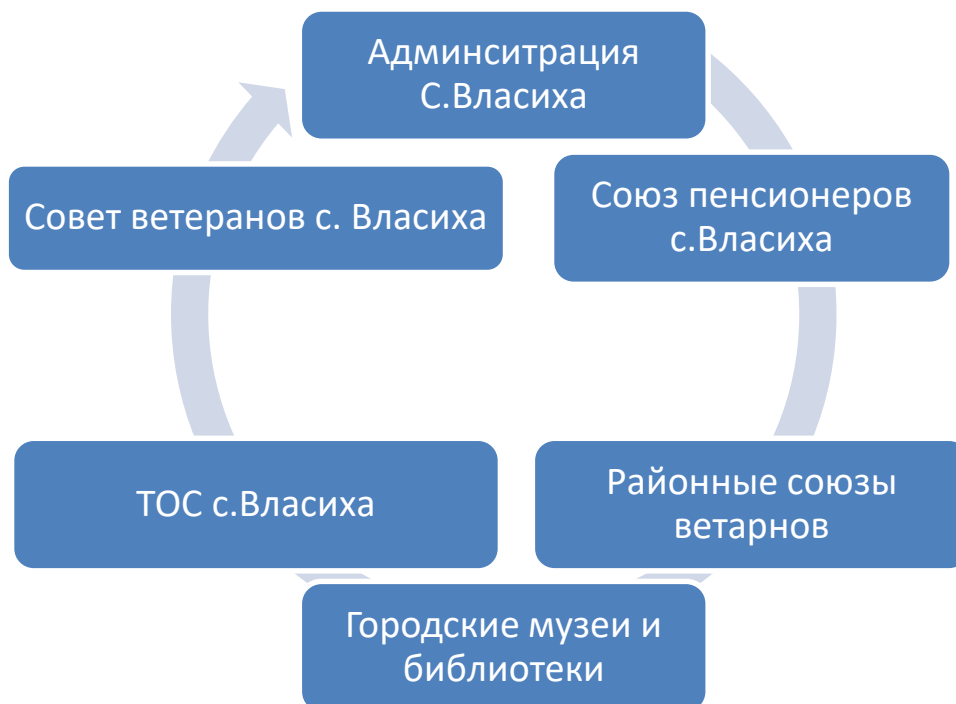 Админситрация
С.Власиха
Союз пенсионеров
с.Власиха
Районные союзы
ветарнов
Городские музеи и
библиотеки
ТОС с.Власиха
Совет ветеранов с. Власиха